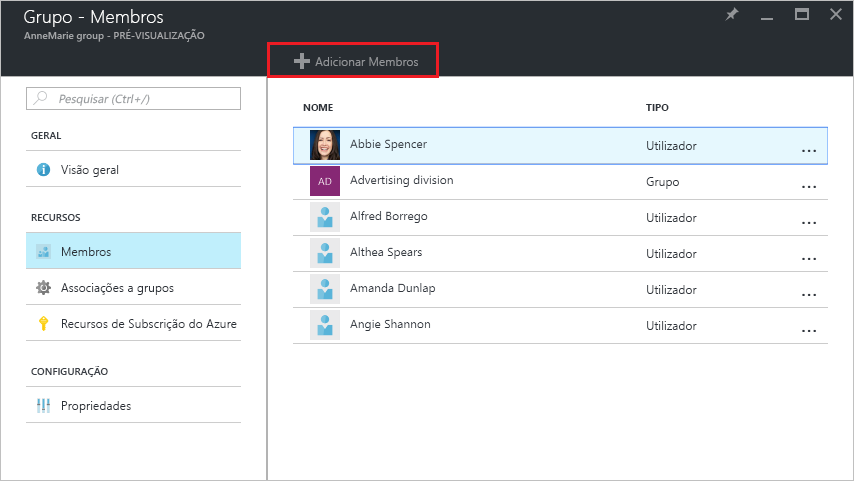 Grupo - Membros
AnneMarie group - PRÉ-VISUALIZAÇÃO
Adicionar Membros
Pesquisar (Ctrl+/)
GERAL
Visão geral
RECURSOS
Membros
Associações a grupos
Recursos de Subscrição do Azure
CONFIGURAÇÃO
Propriedades
NOME TIPO
Abbie Spencer Utilizador ...
AD Advertising division Grupo ...
Alfred Borrego Utilizador ...
Althea Spears Utilizador ...
Amanda Dunlap Utilizador ...
Angie Shannon Utilizador ...